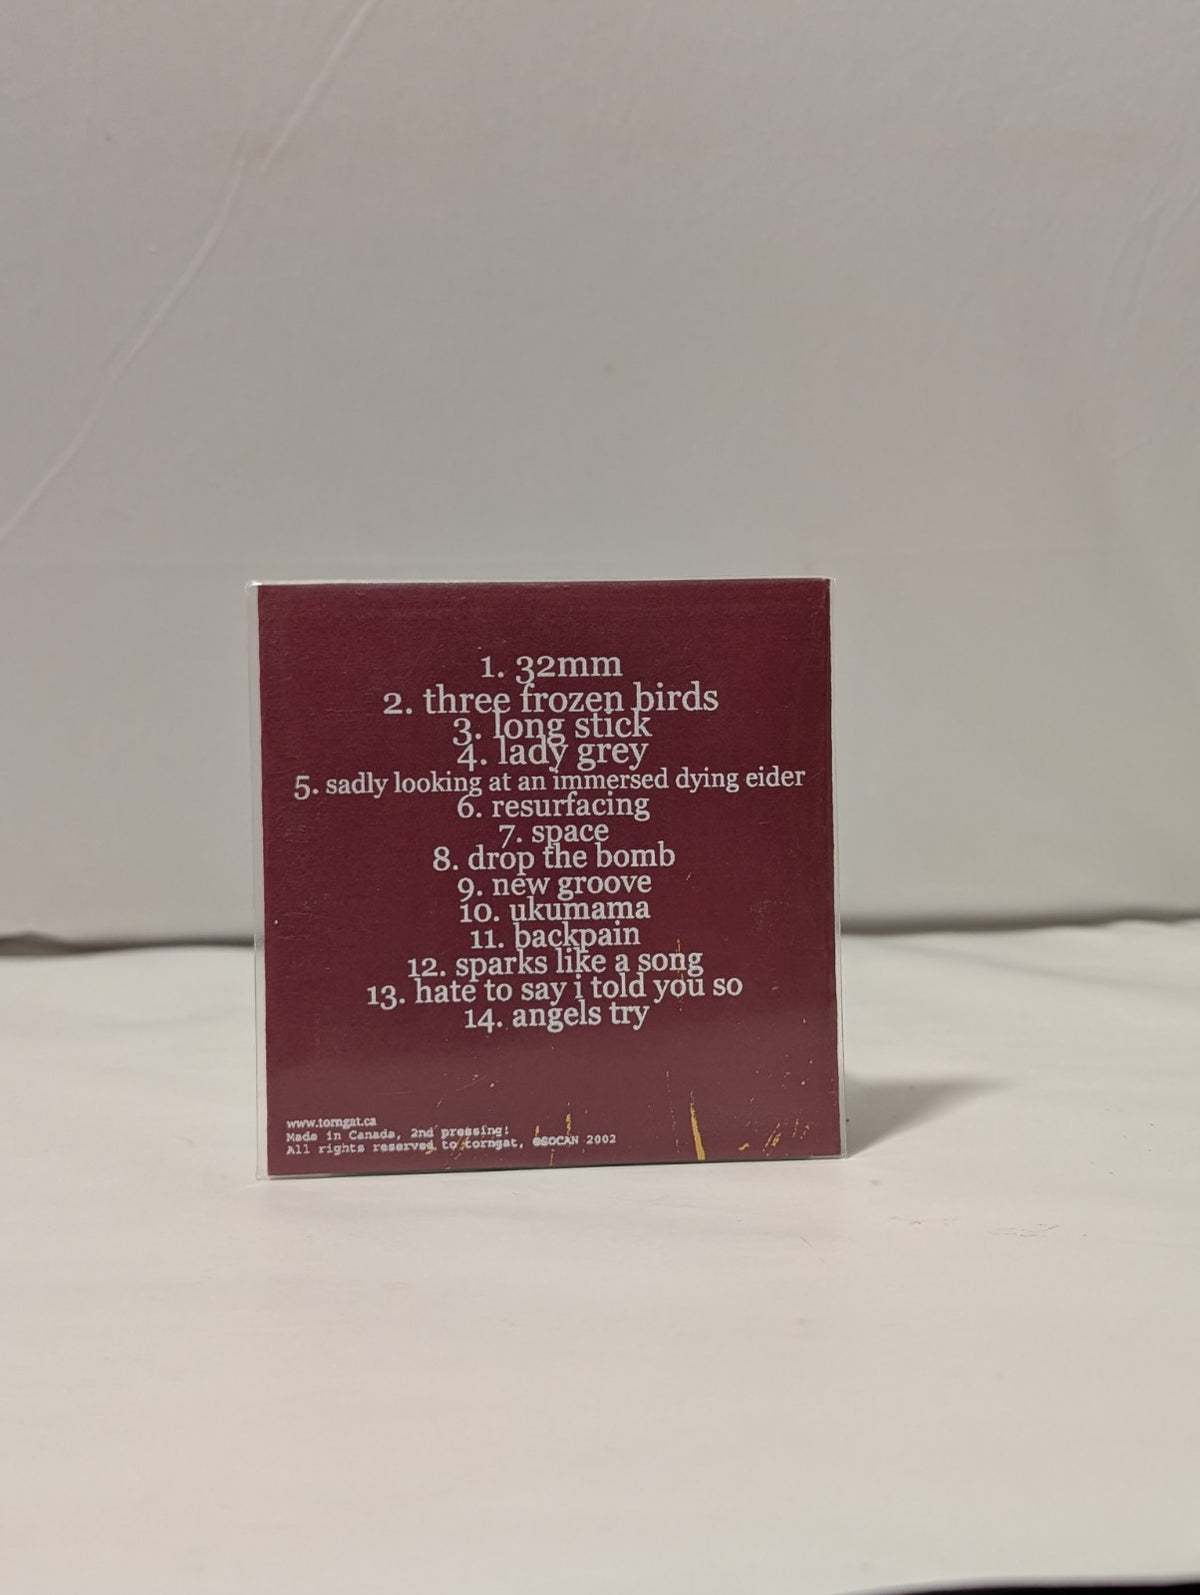 1. 32mm
2. three frozen birds
3. long stick
4. lady grey
5. sadly looking at an immersed dying eider
6. resurfacing
7. space
8. drop the bomb
9. new groove
10. ukumama
11. backpain
12. sparks like a song
13. hate to say i told you so
14. angels try
www.torngat.ca
Made in Canada, 2nd pressing!
All rights reserved to torngat, ©SOCAN 2002